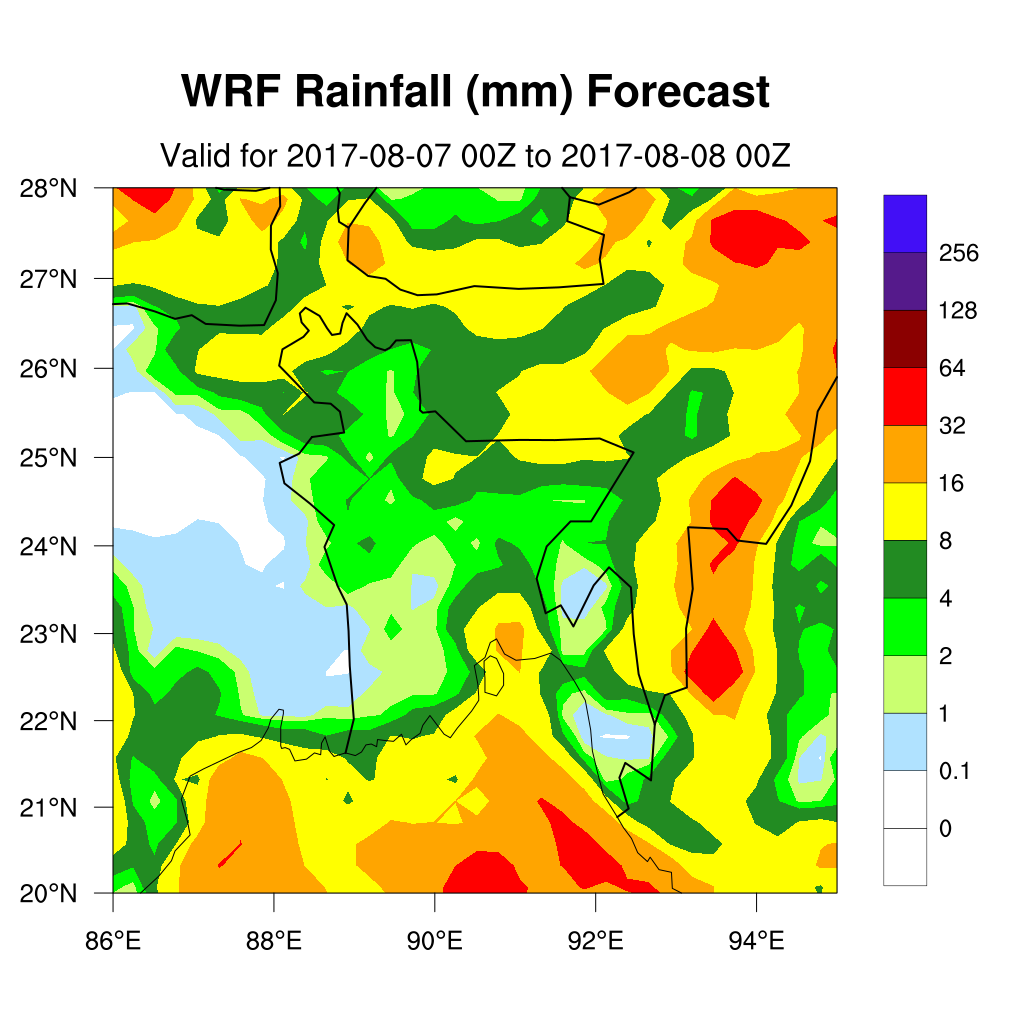 WRF Rainfall (mm) Forecast
Valid for 2017-08-07 00Z to 2017-08-08 00Z
28°N
27°N
26°N
25°N
24°N
23°N
22°N
21°N
20°N
86°E 88°E 90°E 92°E 94°E
256
128
64
32
16
8
4
2
1
0.1
0